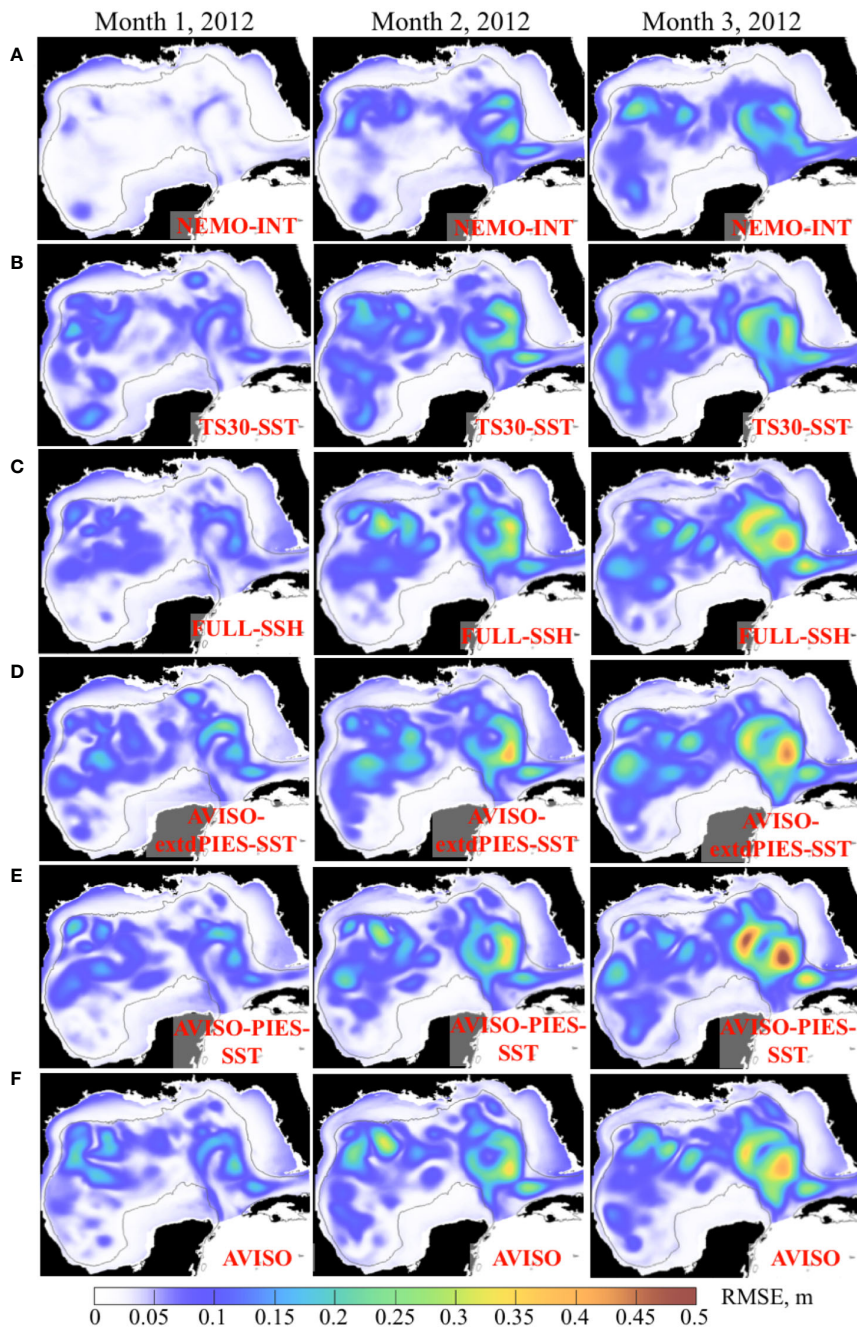 Month 1, 2012
Month 2, 2012
Month 3, 2012
A
NEMO-INT
NEMO-INT
NEMO-INT
B
TS30-SST
TS30-SST
TS30-SST
C
FULL-SSH
FULL-SSH
FULL-SSH
D
AVISO-
extdPIES-SST
AVISO-
extdPIES-SST
AVISO-
extdPIES-SST
E
AVISO-PIES-
SST
AVISO-PIES-
SST
AVISO-PIES-
SST
F
AVISO
AVISO
AVISO
RMSE, m
0 0.05 0.1 0.15 0.2 0.25 0.3 0.35 0.4 0.45 0.5